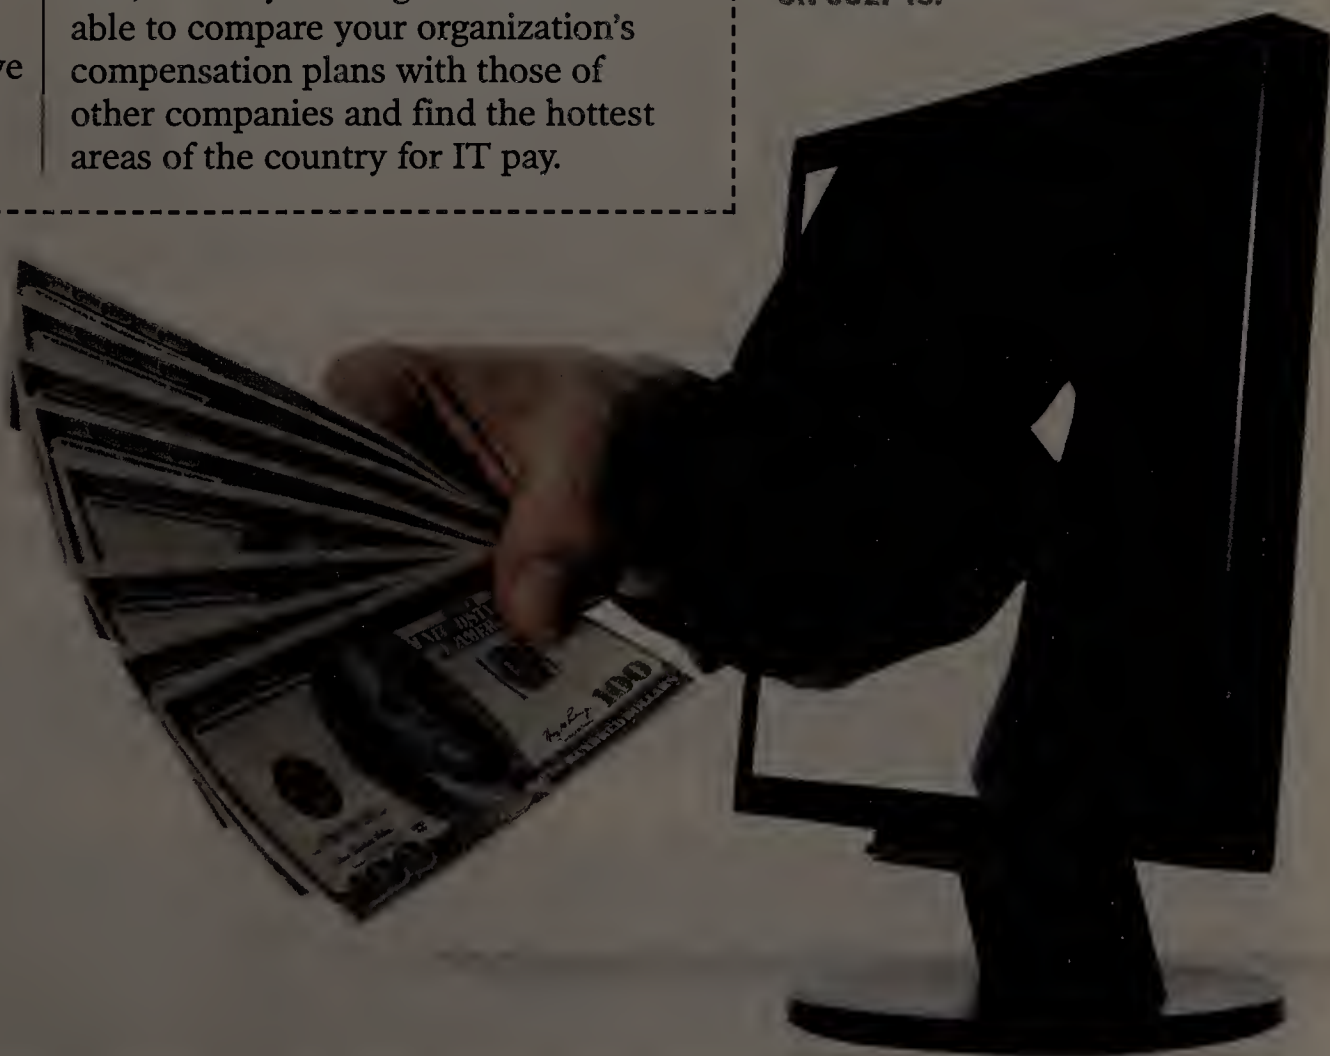 able to compare your organization's
compensation plans with those of
other companies and find the hottest
areas of the country for IT pay.
100